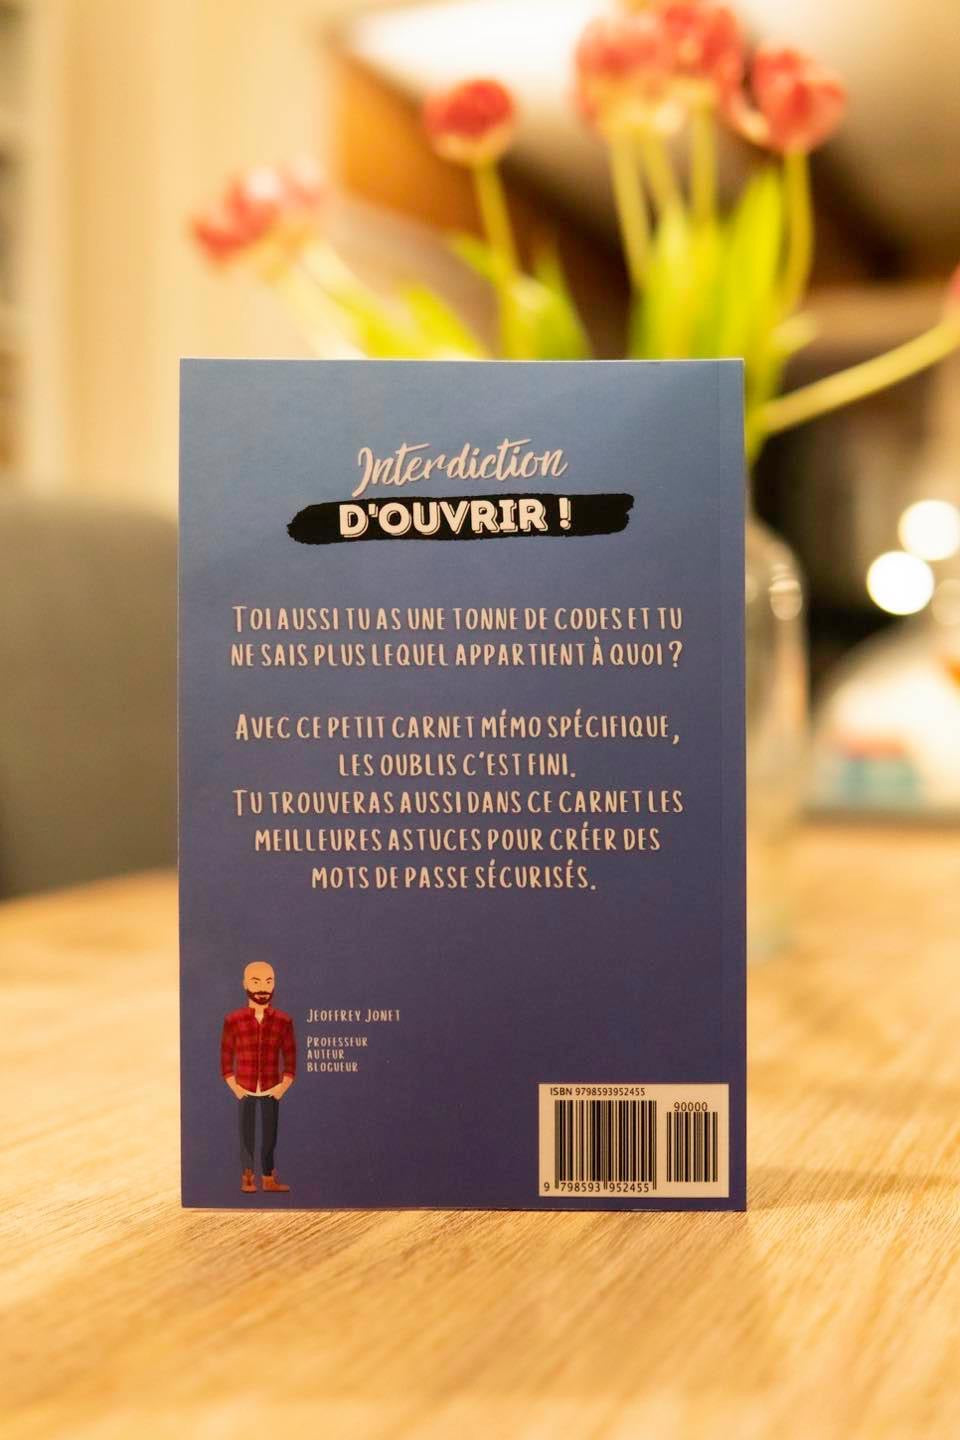 Interdiction
D'OUVRIR !
TOI AUSSI TU AS UNE TONNE DE CODES ET TU
NE SAIS PLUS LEQUEL APPARTIENT À QUOI ?
AVEC CE PETIT CARNET MÉMO SPÉCIFIQUE,
LES OUBLIS C'EST FINI.
TU TROUVERAS AUSSI DANS CE CARNET LES
MEILLEURES ASTUCES POUR CRÉER DES
MOTS DE PASSE SÉCURISÉS.
JEOFFREY JONET
PROFESSEUR
AUTEUR
BLOGUEUR
ISBN 9798593952455
90000
9 798593 952455